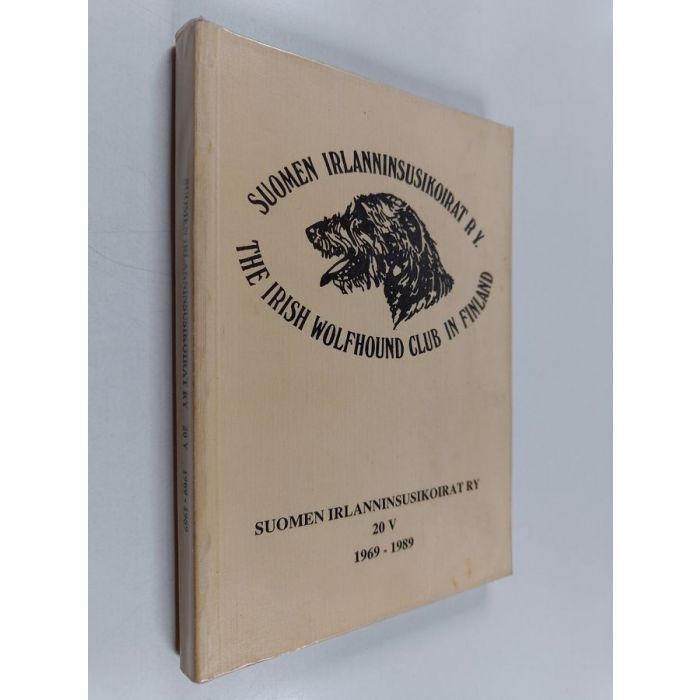 SUOMEN IRLANNINSUSIKOIRAT RY.
THE IRISH WOLFHOUND CLUB IN FINLAND
SUOMEN IRLANNINSUSIKOIRAT RY
20 V
1969 - 1989
SUOMEN IRLANNINSUSIKOIRAT RY 20 V 1969 - 1989